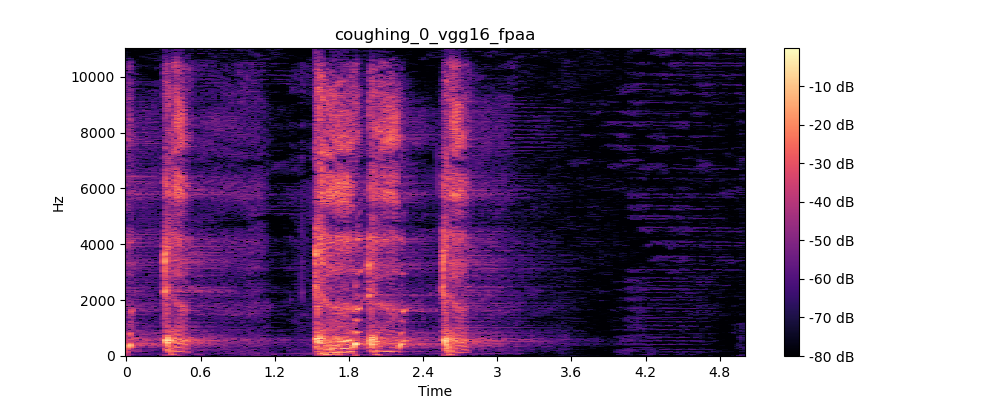 coughing_0_vgg16_fpaa
Hz
10000
8000
6000
4000
2000
0
0 0.6 1.2 1.8 2.4 3 3.6 4.2 4.8
Time
-10 dB
-20 dB
-30 dB
-40 dB
-50 dB
-60 dB
-70 dB
-80 dB